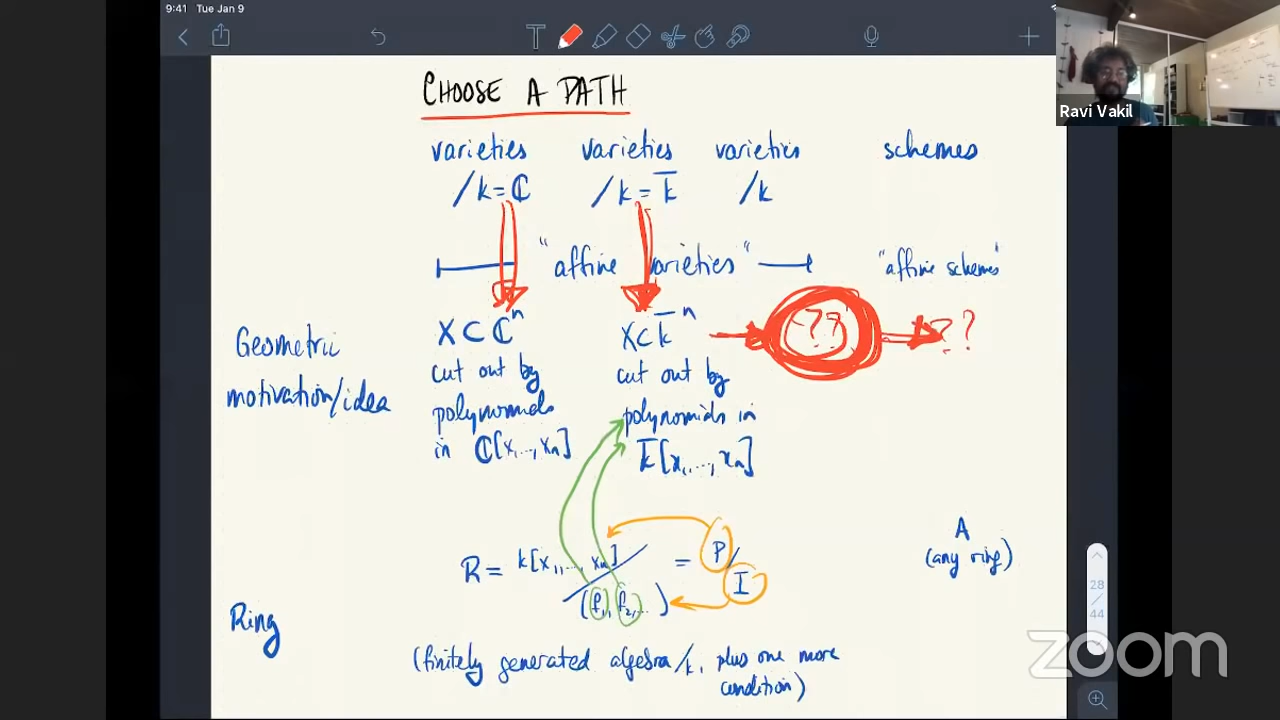 9:41 Tue Jan 9
Ravi Vakil
CHOOSE A PATH
varieties varieties varieties schemes
/k=ℂ /k=k̅ /k
"affine varieties" "affine schemes"
Geometric
motivation/idea
X⊂ℂⁿ
cut out by
polynomials
in ℂ[x₁,...,xₙ]
X⊂k̅ⁿ
cut out by
polynomials in
k̅[x₁,...,xₙ]
??
??
Ring
R = k[x₁,...,xₙ]/(f₁,f₂,...) = P/I
(finitely generated algebra/k, plus one more
condition)
A
(any ring)
28
/
44
zoom